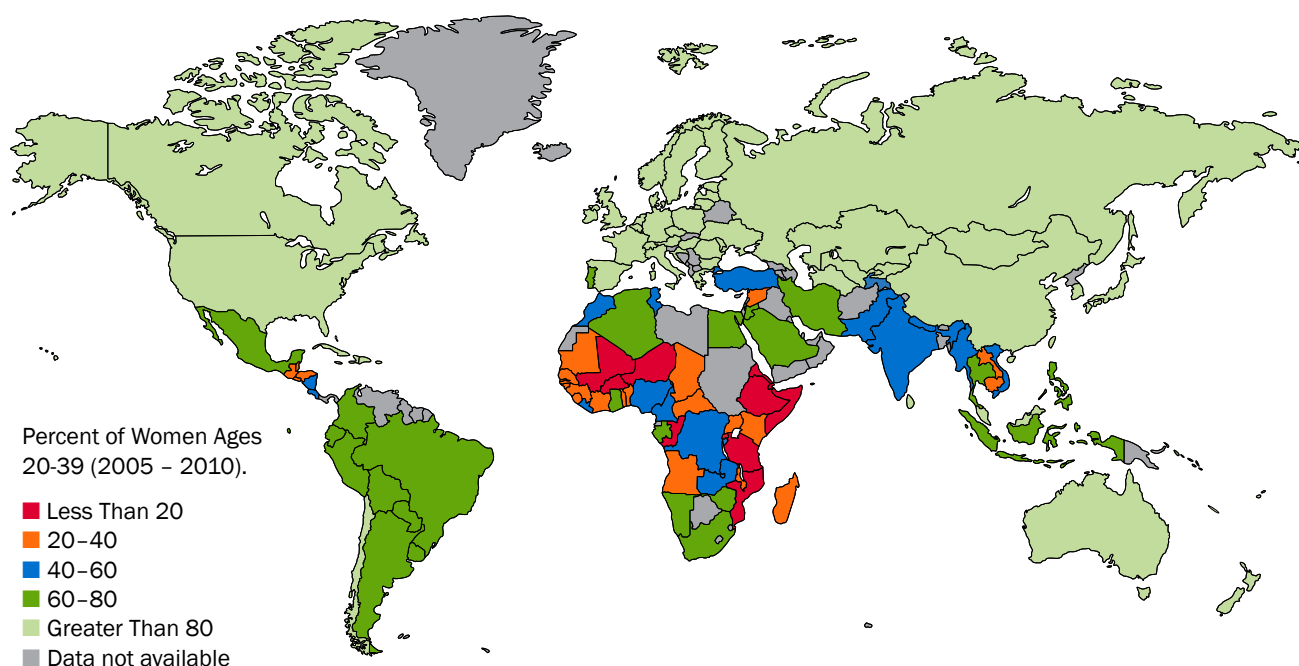 Percent of Women Ages
20-39 (2005 – 2010).
Less Than 20
20–40
40–60
60–80
Greater Than 80
Data not available